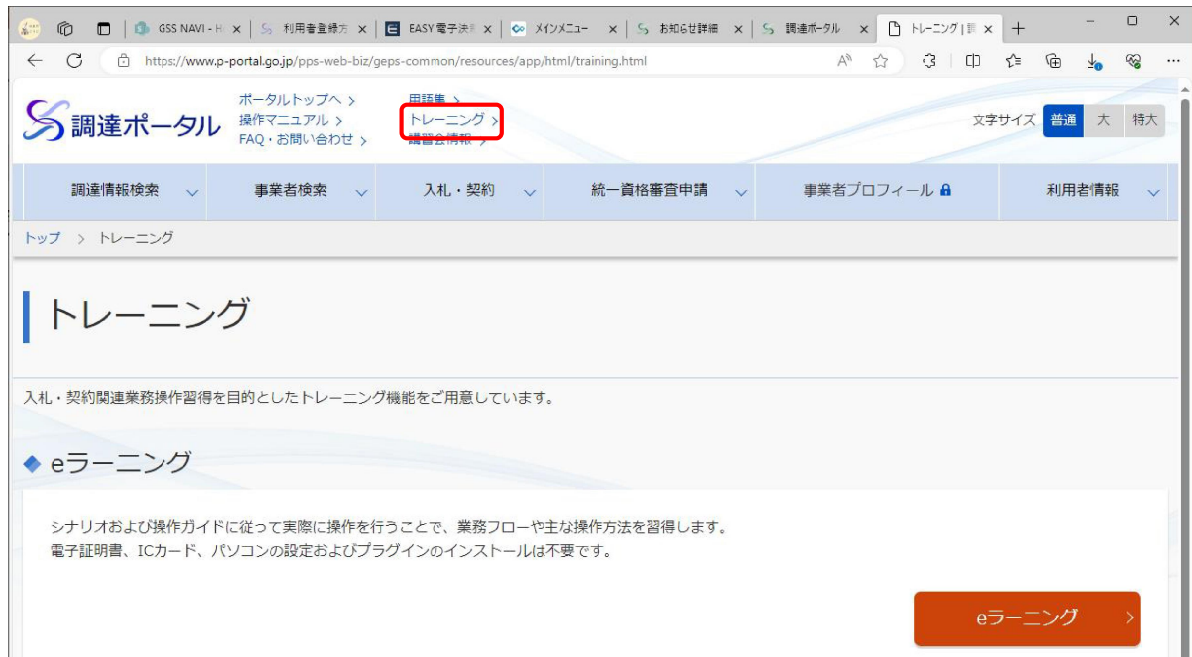 GSS NAVI - H
利用者登録方
EASY電子決
メインメニュー
お知らせ詳細
調達ポータル
トレーニング | 調
https://www.p-portal.go.jp/pps-web-biz/geps-common/resources/app/html/training.html
調達ポータル
ポータルトップへ >
操作マニュアル >
FAQ・お問い合わせ >
用語集 >
トレーニング >
講習会情報 >
文字サイズ 普通 大 特大
調達情報検索 事業者検索 入札・契約 統一資格審査申請 事業者プロフィール 利用者情報
トップ > トレーニング
トレーニング
入札・契約関連業務操作習得を目的としたトレーニング機能をご用意しています。
eラーニング
シナリオおよび操作ガイドに従って実際に操作を行うことで、業務フローや主な操作方法を習得します。
電子証明書、ICカード、パソコンの設定およびプラグインのインストールは不要です。
eラーニング >